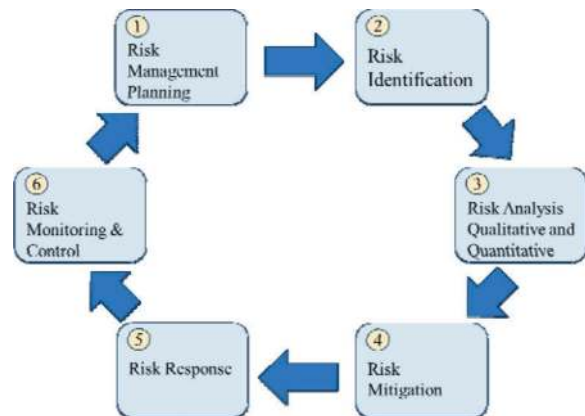 1
Risk
Management
Planning
2
Risk
Identification
3
Risk Analysis
Qualitative and
Quantitative
4
Risk
Mitigation
5
Risk Response
6
Risk
Monitoring &
Control